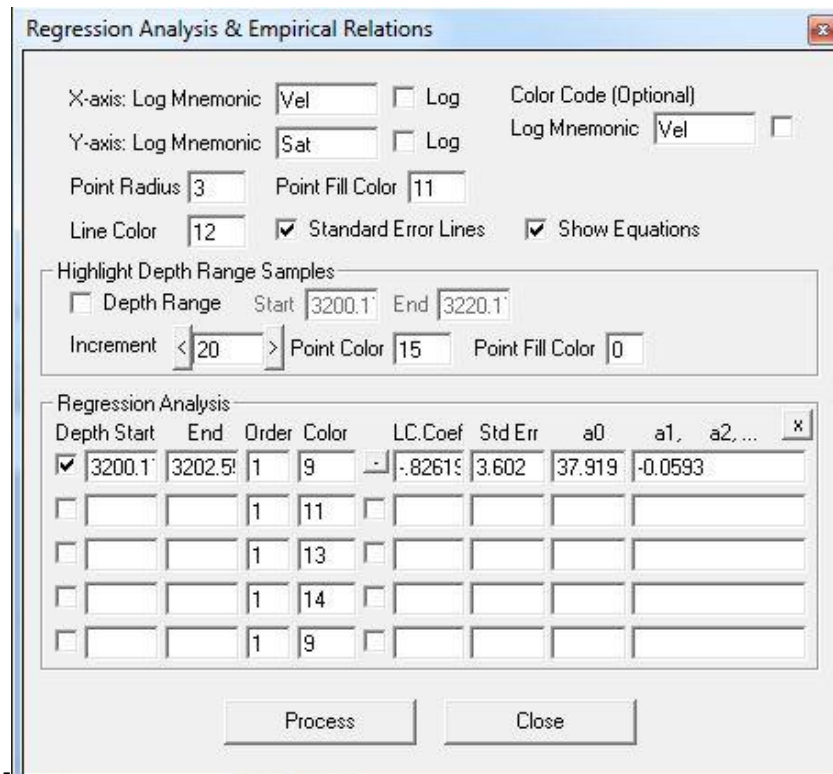 Regression Analysis & Empirical Relations x
X-axis: Log Mnemonic Vel Log Color Code (Optional)
Y-axis: Log Mnemonic Sat Log Log Mnemonic Vel
Point Radius 3 Point Fill Color 11
Line Color 12 Standard Error Lines Show Equations
Highlight Depth Range Samples
Depth Range Start 3200.1 End 3220.1
Increment < 20 > Point Color 15 Point Fill Color 0
Regression Analysis
Depth Start End Order Color LC.Coef Std Err a0 a1, a2, ... x
3200.1 3202.5 1 9 . -.8261 3.602 37.919 -0.0593
1 11
1 13
1 14
1 9
Process Close